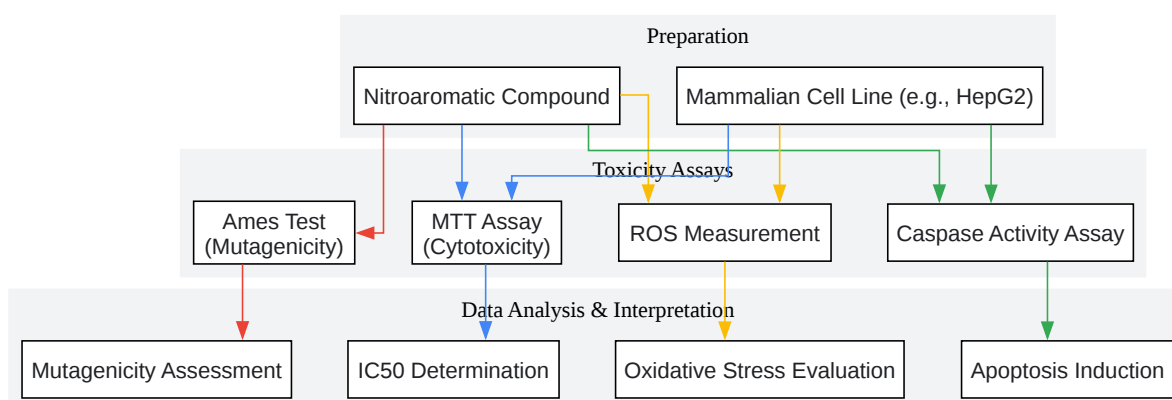 Preparation
Nitroaromatic Compound
Mammalian Cell Line (e.g., HepG2)
Toxicity Assays
Ames Test
(Mutagenicity)
MTT Assay
(Cytotoxicity)
ROS Measurement
Caspase Activity Assay
Data Analysis & Interpretation
Mutagenicity Assessment
IC50 Determination
Oxidative Stress Evaluation
Apoptosis Induction